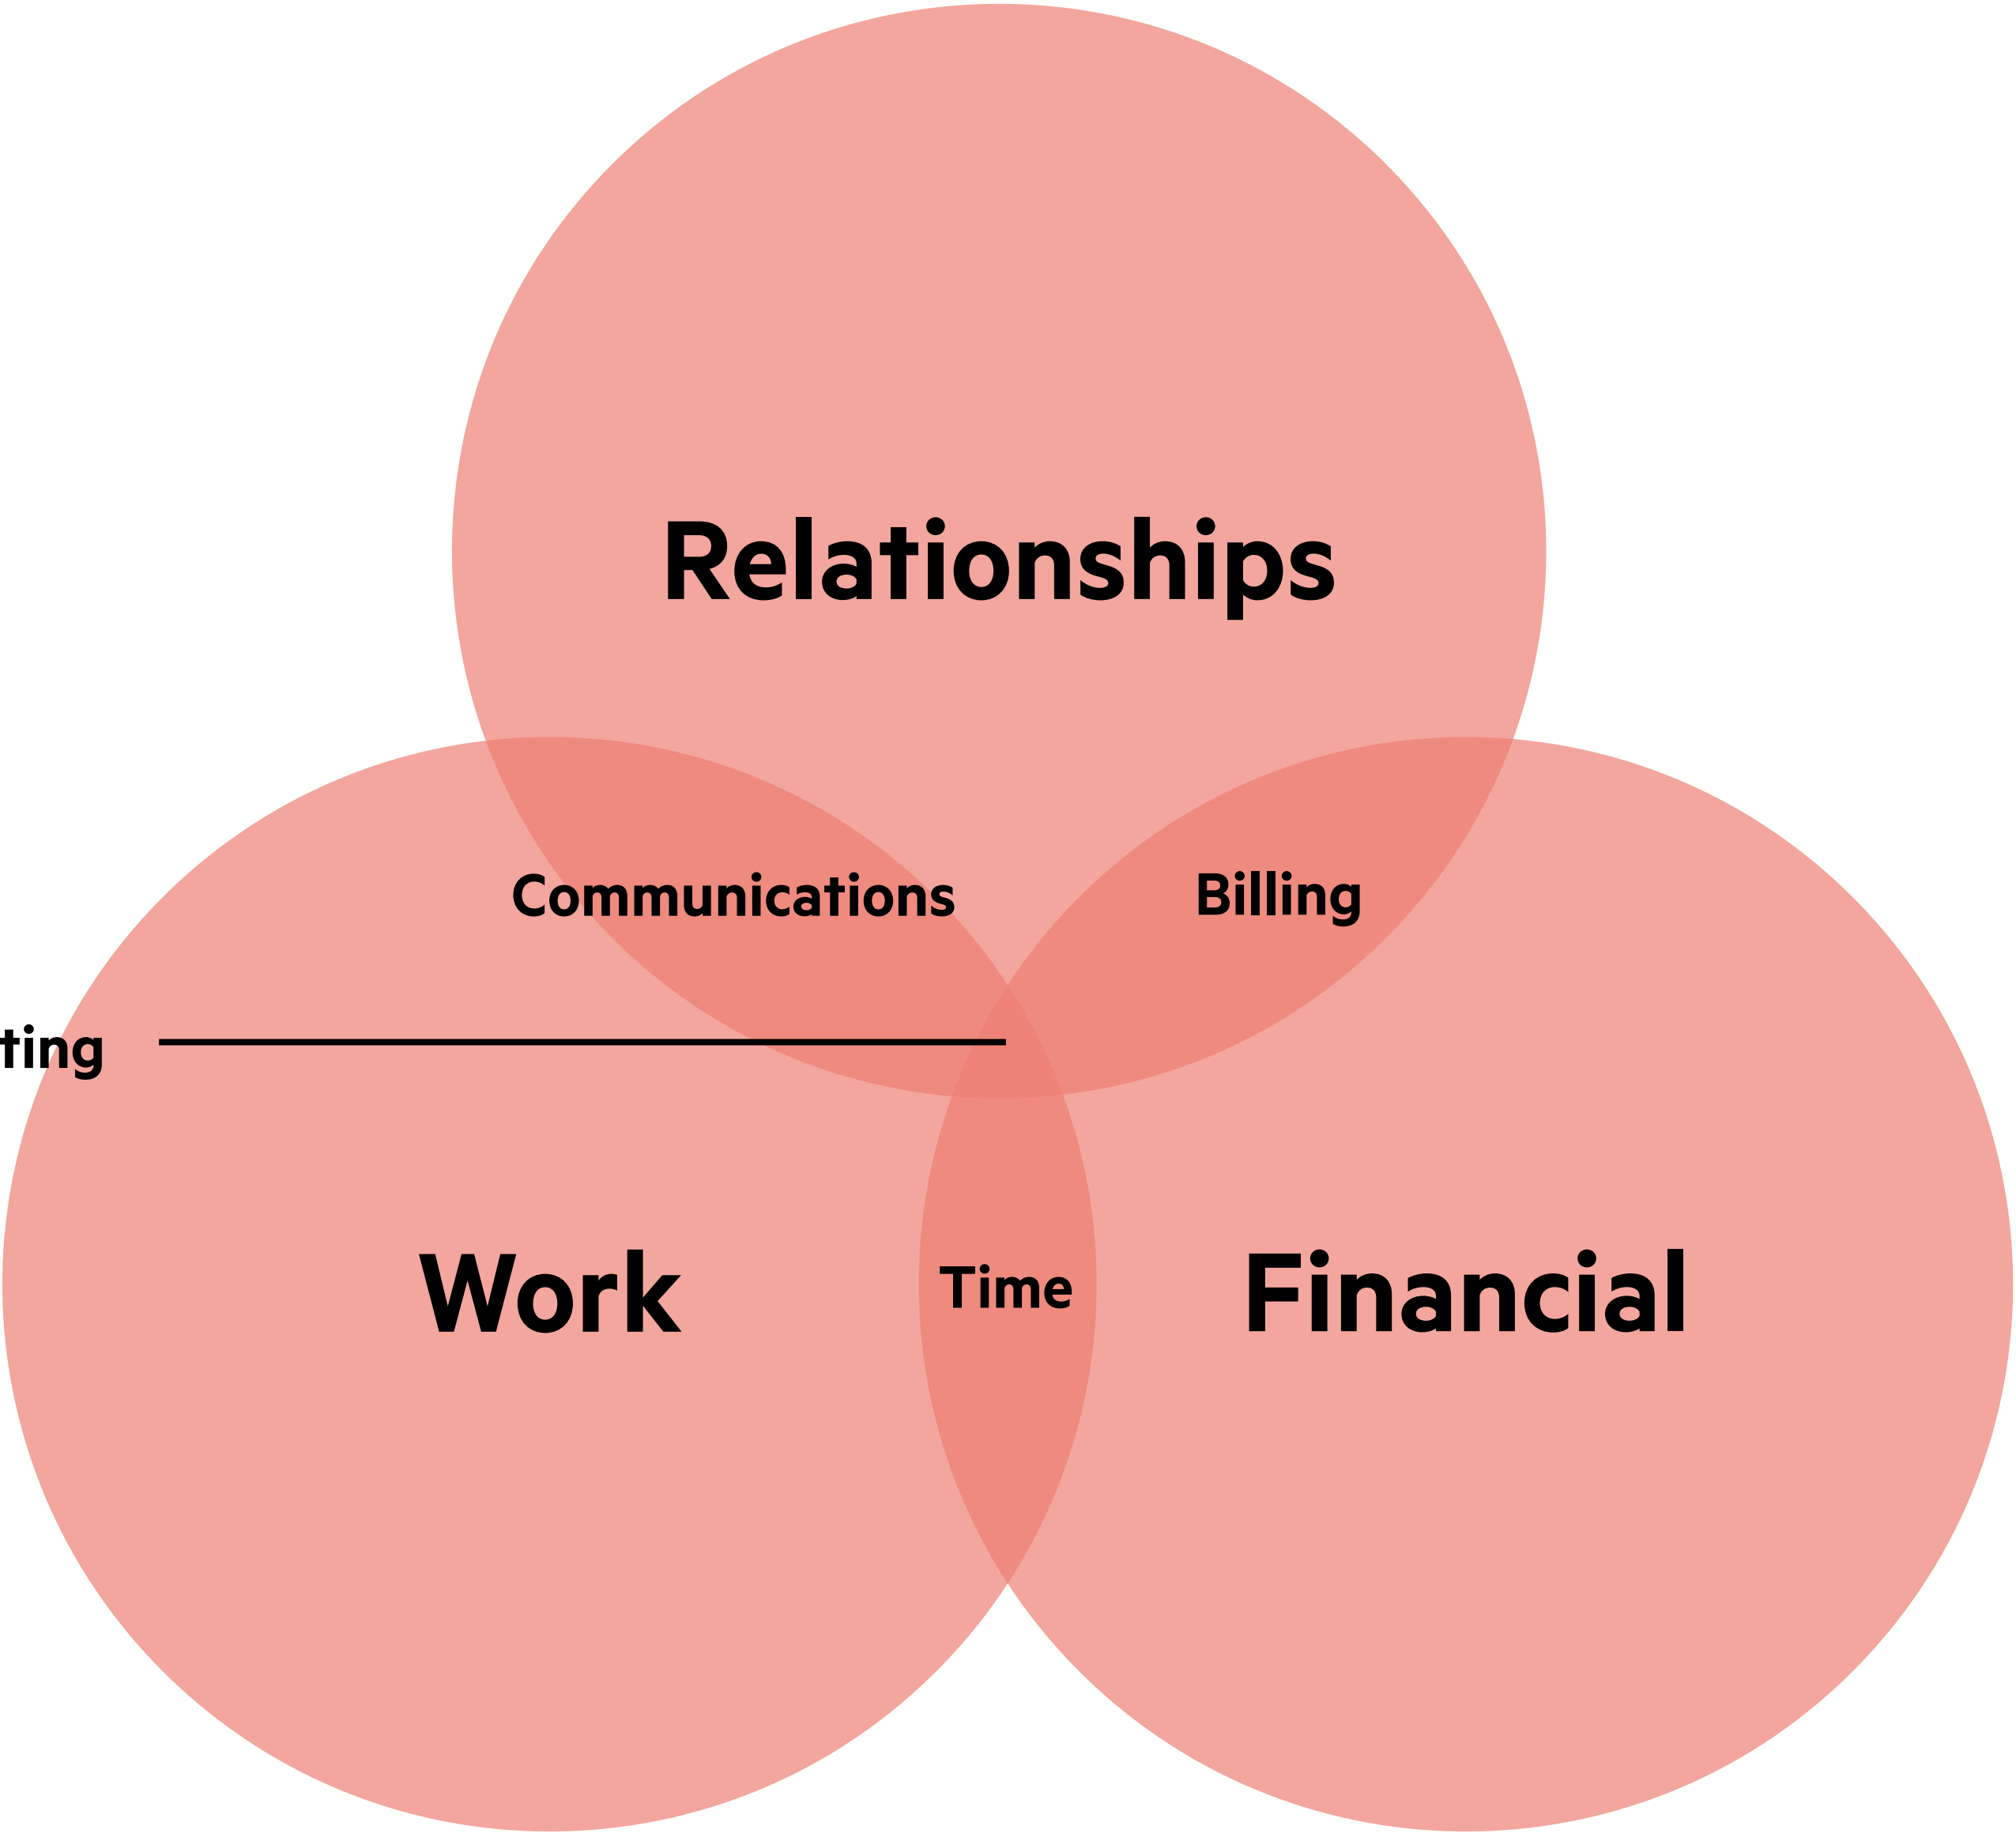 Relationships
Communications
Billing
ting
Work
Time
Financial